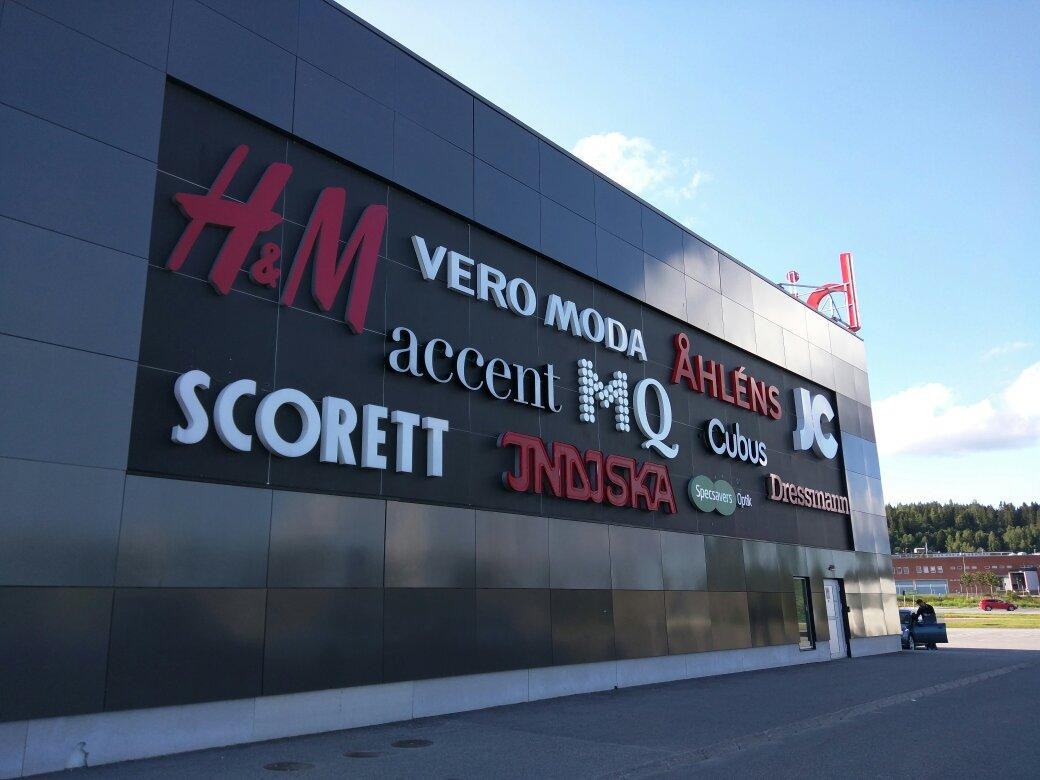 H&M
VERO MODA
ÅHLÉNS
JC
accent
MQ
Cubus
SCORETT
INDISKA
Specsavers Optik
Dressmann